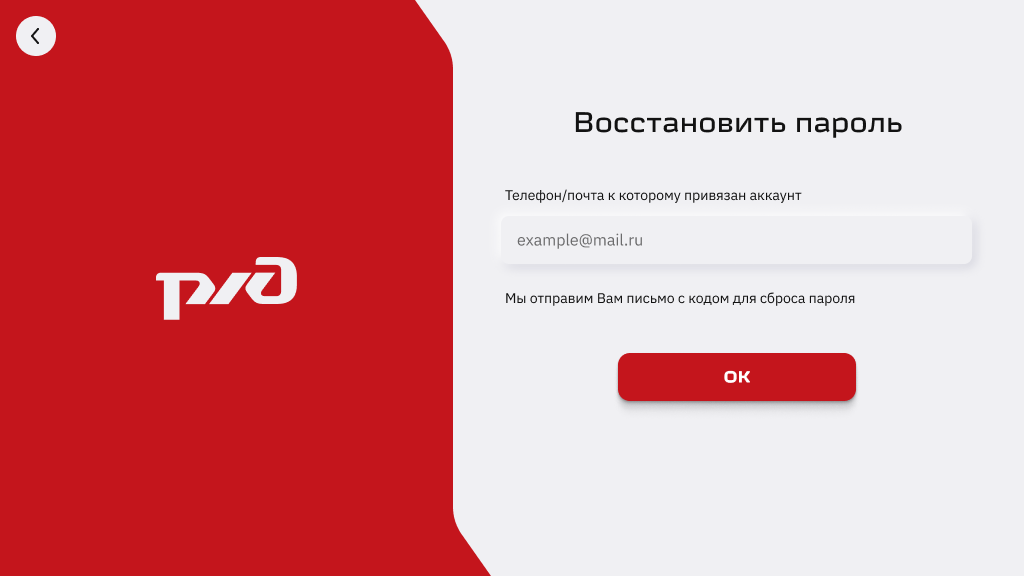 Восстановить пароль
Телефон/почта к которому привязан аккаунт
example@mail.ru
pжд
Мы отправим Вам письмо с кодом для сброса пароля
ОК